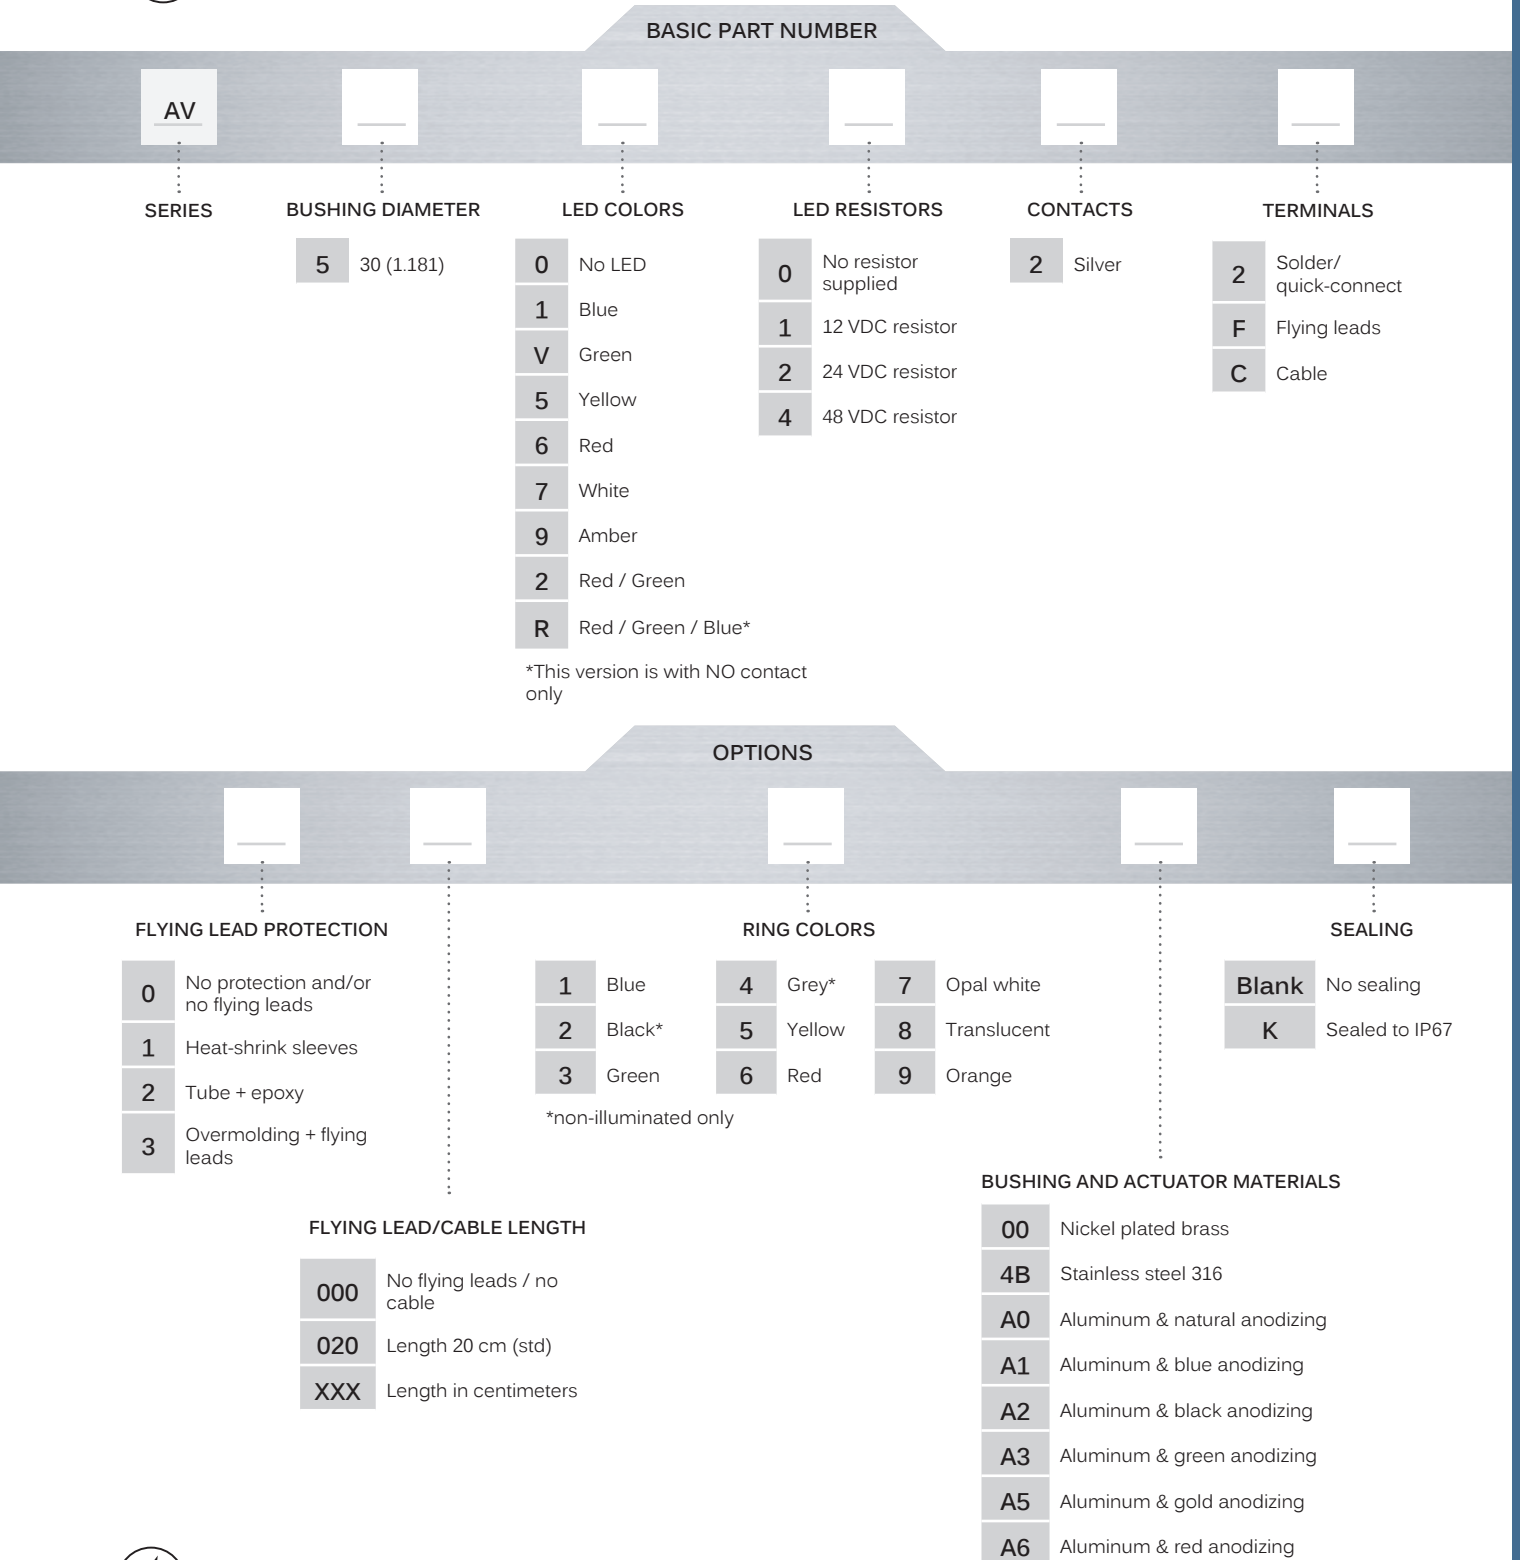 BASIC PART NUMBER
AV
SERIES
BUSHING DIAMETER
5 30 (1.181)
LED COLORS
0 No LED
1 Blue
V Green
5 Yellow
6 Red
7 White
9 Amber
2 Red / Green
R Red / Green / Blue*
*This version is with NO contact
only
LED RESISTORS
0 No resistor
supplied
1 12 VDC resistor
2 24 VDC resistor
4 48 VDC resistor
CONTACTS
2 Silver
TERMINALS
2 Solder/
quick-connect
F Flying leads
C Cable
OPTIONS
FLYING LEAD PROTECTION
0 No protection and/or
no flying leads
1 Heat-shrink sleeves
2 Tube + epoxy
3 Overmolding + flying
leads
FLYING LEAD/CABLE LENGTH
000 No flying leads / no
cable
020 Length 20 cm (std)
XXX Length in centimeters
RING COLORS
1 Blue
2 Black*
3 Green
4 Grey*
5 Yellow
6 Red
7 Opal white
8 Translucent
9 Orange
*non-illuminated only
BUSHING AND ACTUATOR MATERIALS
00 Nickel plated brass
4B Stainless steel 316
A0 Aluminum & natural anodizing
A1 Aluminum & blue anodizing
A2 Aluminum & black anodizing
A3 Aluminum & green anodizing
A5 Aluminum & gold anodizing
A6 Aluminum & red anodizing
SEALING
Blank No sealing
K Sealed to IP67